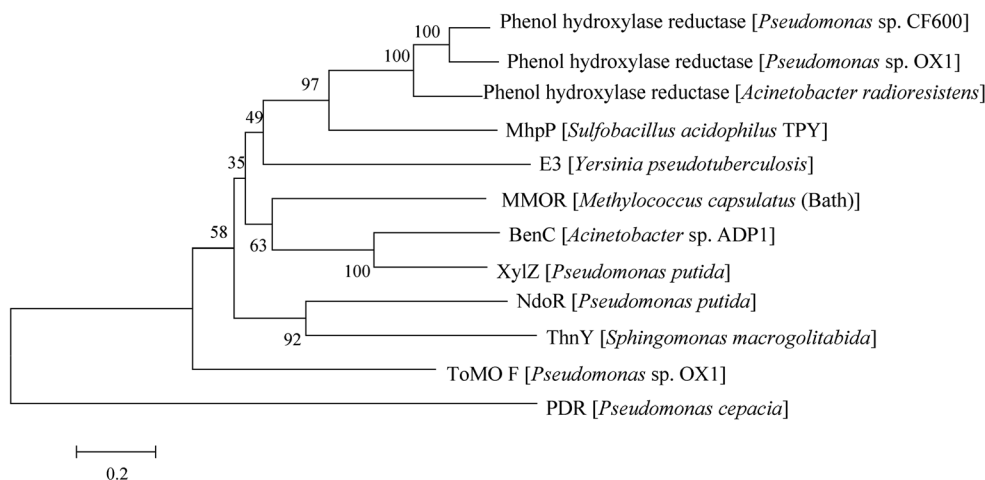 Phenol hydroxylase reductase [Pseudomonas sp. CF600]
100
Phenol hydroxylase reductase [Pseudomonas sp. OX1]
100
Phenol hydroxylase reductase [Acinetobacter radioresistens]
97
MhpP [Sulfobacillus acidophilus TPY]
49
E3 [Yersinia pseudotuberculosis]
35
MMOR [Methylococcus capsulatus (Bath)]
58
BenC [Acinetobacter sp. ADP1]
63
XylZ [Pseudomonas putida]
100
NdoR [Pseudomonas putida]
ThnY [Sphingomonas macrogolitabida]
92
ToMO F [Pseudomonas sp. OX1]
PDR [Pseudomonas cepacia]
0.2